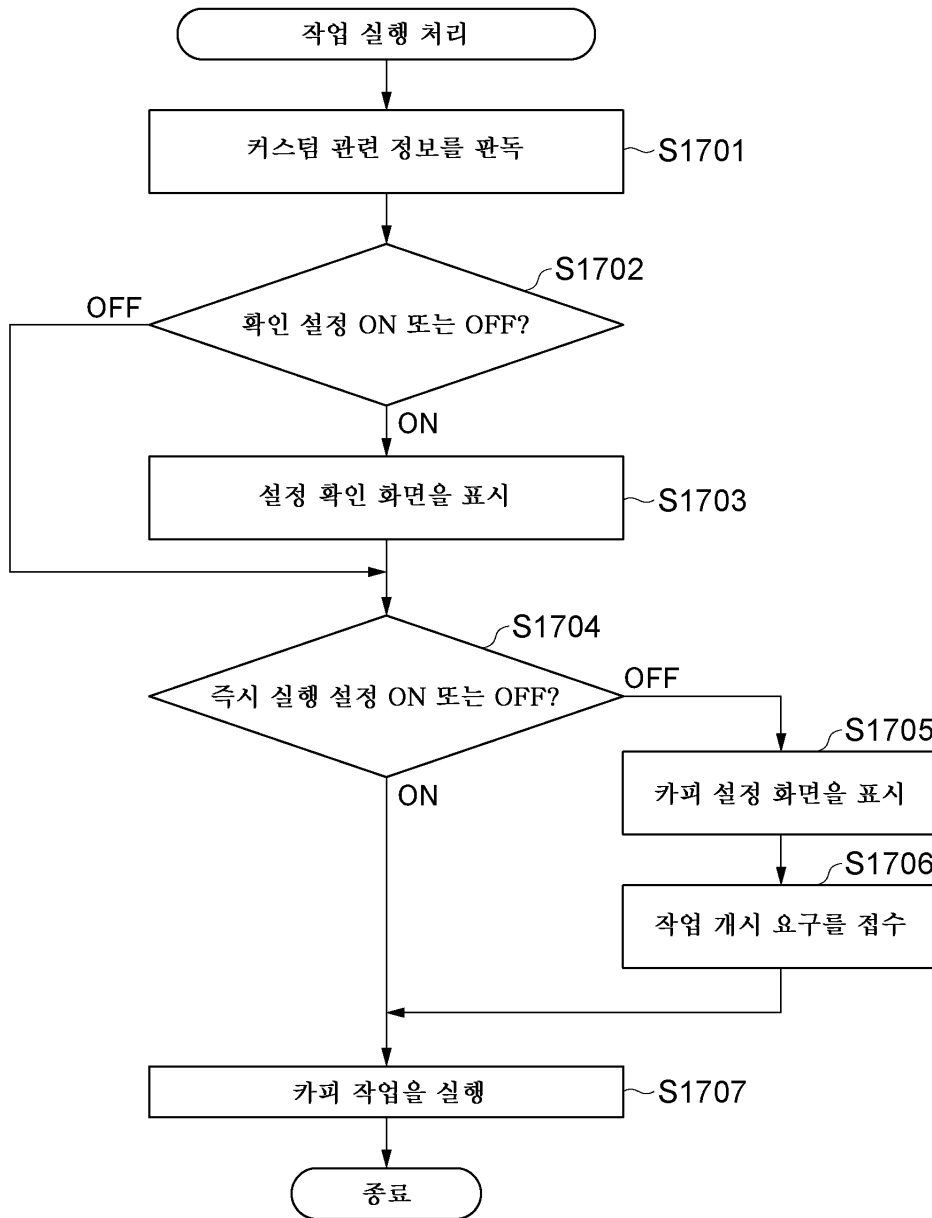 작업 실행 처리
커스텀 관련 정보를 판독
S1701
S1702
OFF
확인 설정 ON 또는 OFF?
ON
설정 확인 화면을 표시
S1703
S1704
즉시 실행 설정 ON 또는 OFF?
OFF
S1705
ON
카피 설정 화면을 표시
S1706
작업 개시 요구를 접수
카피 작업을 실행
S1707
종료